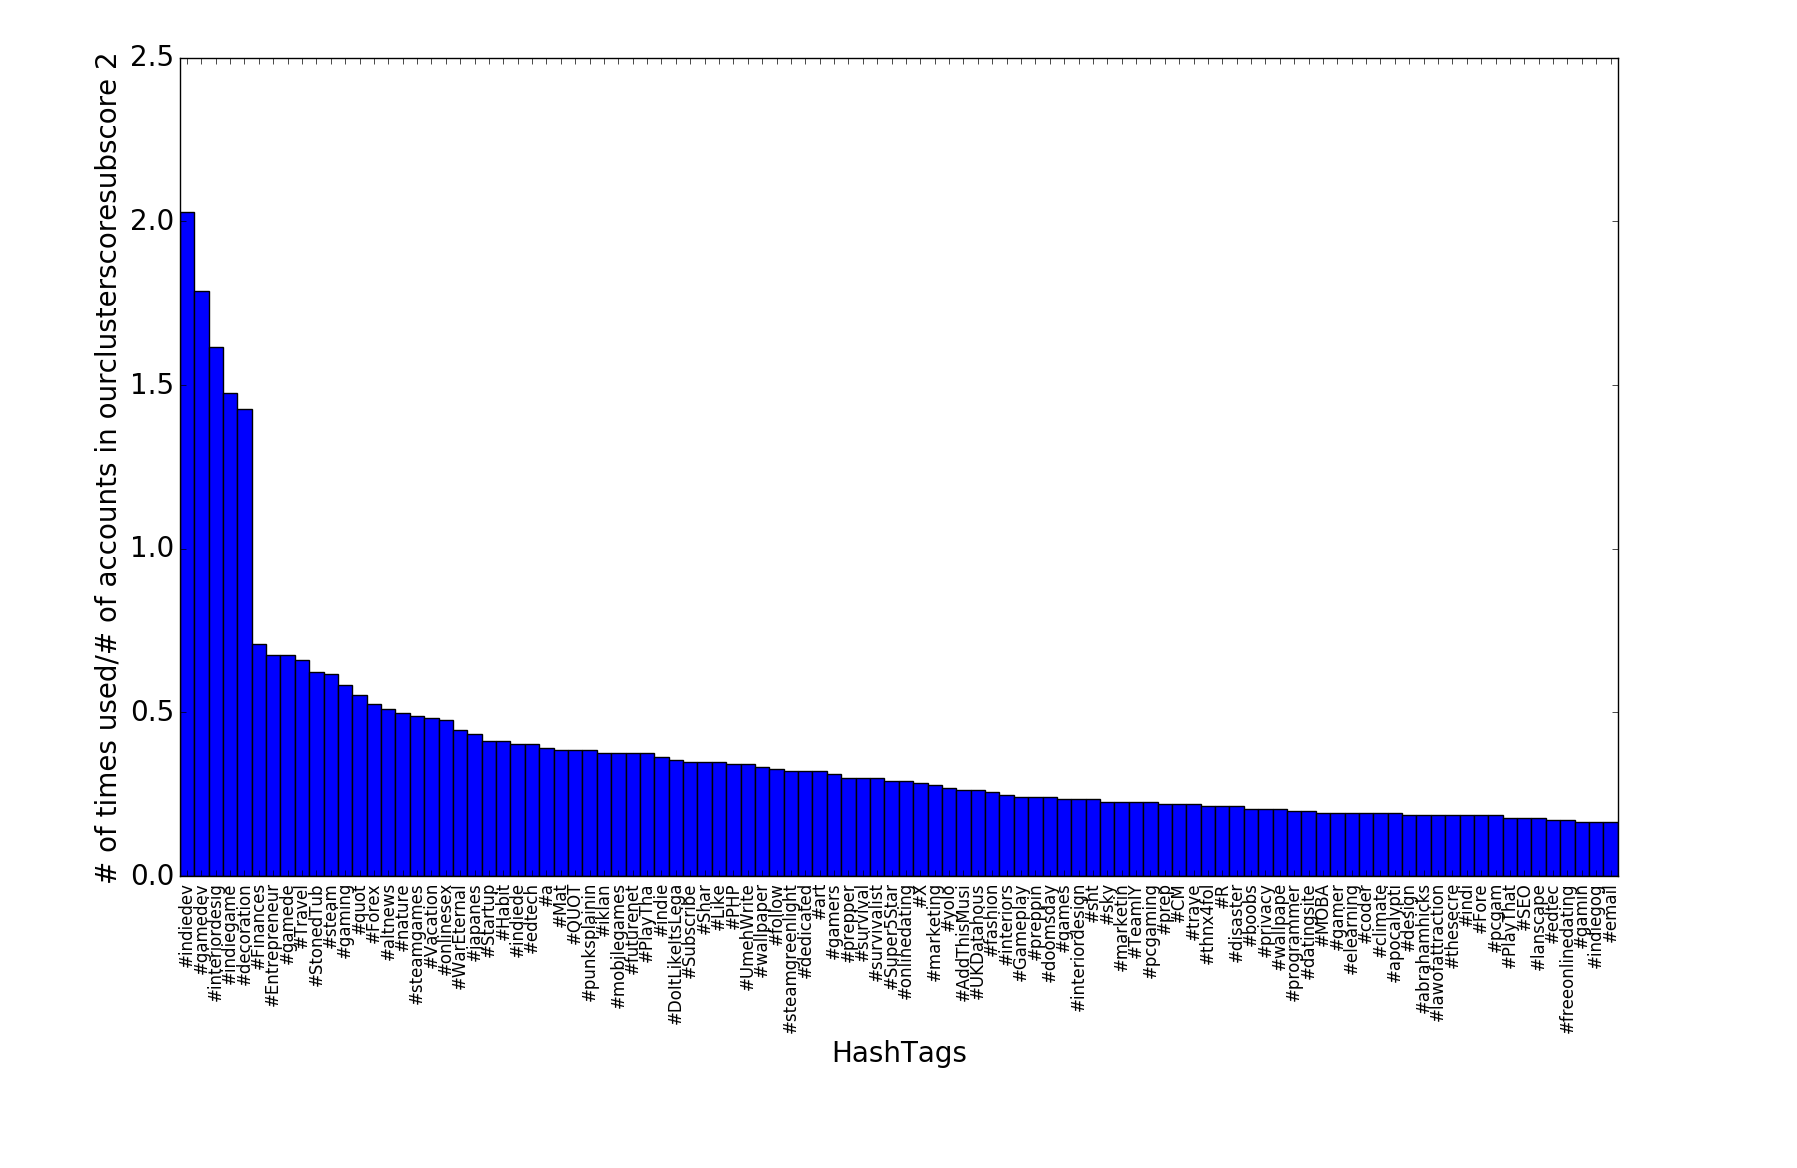 # of times used/# of accounts in ourclusterscoresubscore 2
2.5
2.0
1.5
1.0
0.5
0.0
#indiedev
#gamedev
#interiordesig
#indiegame
#decoration
#Finances
#Entrepreneur
#gamede
#Travel
#StonedTub
#steam
#gaming
#quot
#Forex
#altnews
#nature
#steamgames
#Vacation
#onlinesex
#WarEternal
#japanes
#Startup
#Habit
#indiede
#edtech
#a
#Mat
#QUOT
#punksplainin
#iklan
#mobilegames
#futurenet
#PlayTha
#indie
#DoItLikeItsLega
#Subscribe
#Shar
#Like
#PHP
#UmehWrite
#wallpaper
#follow
#steamgreenlight
#dedicated
#art
#gamers
#prepper
#survival
#survivalist
#Super5Star
#onlinedating
#X
#marketing
#yolo
#AddThisMusi
#UKDatahous
#fashion
#interiors
#Gameplay
#preppin
#doomsday
#games
#interiordesign
#sht
#sky
#marketin
#TeamY
#pcgaming
#prep
#CM
#trave
#thnx4fol
#R
#disaster
#boobs
#privacy
#wallpape
#programmer
#datingsite
#MOBA
#gamer
#elearning
#coder
#climate
#apocalypti
#design
#abrahamhicks
#lawofattraction
#thesecre
#indi
#Fore
#pcgam
#PlayThat
#SEO
#lanscape
#edtec
#freeonlinedating
#gamin
#indiegog
#email
HashTags